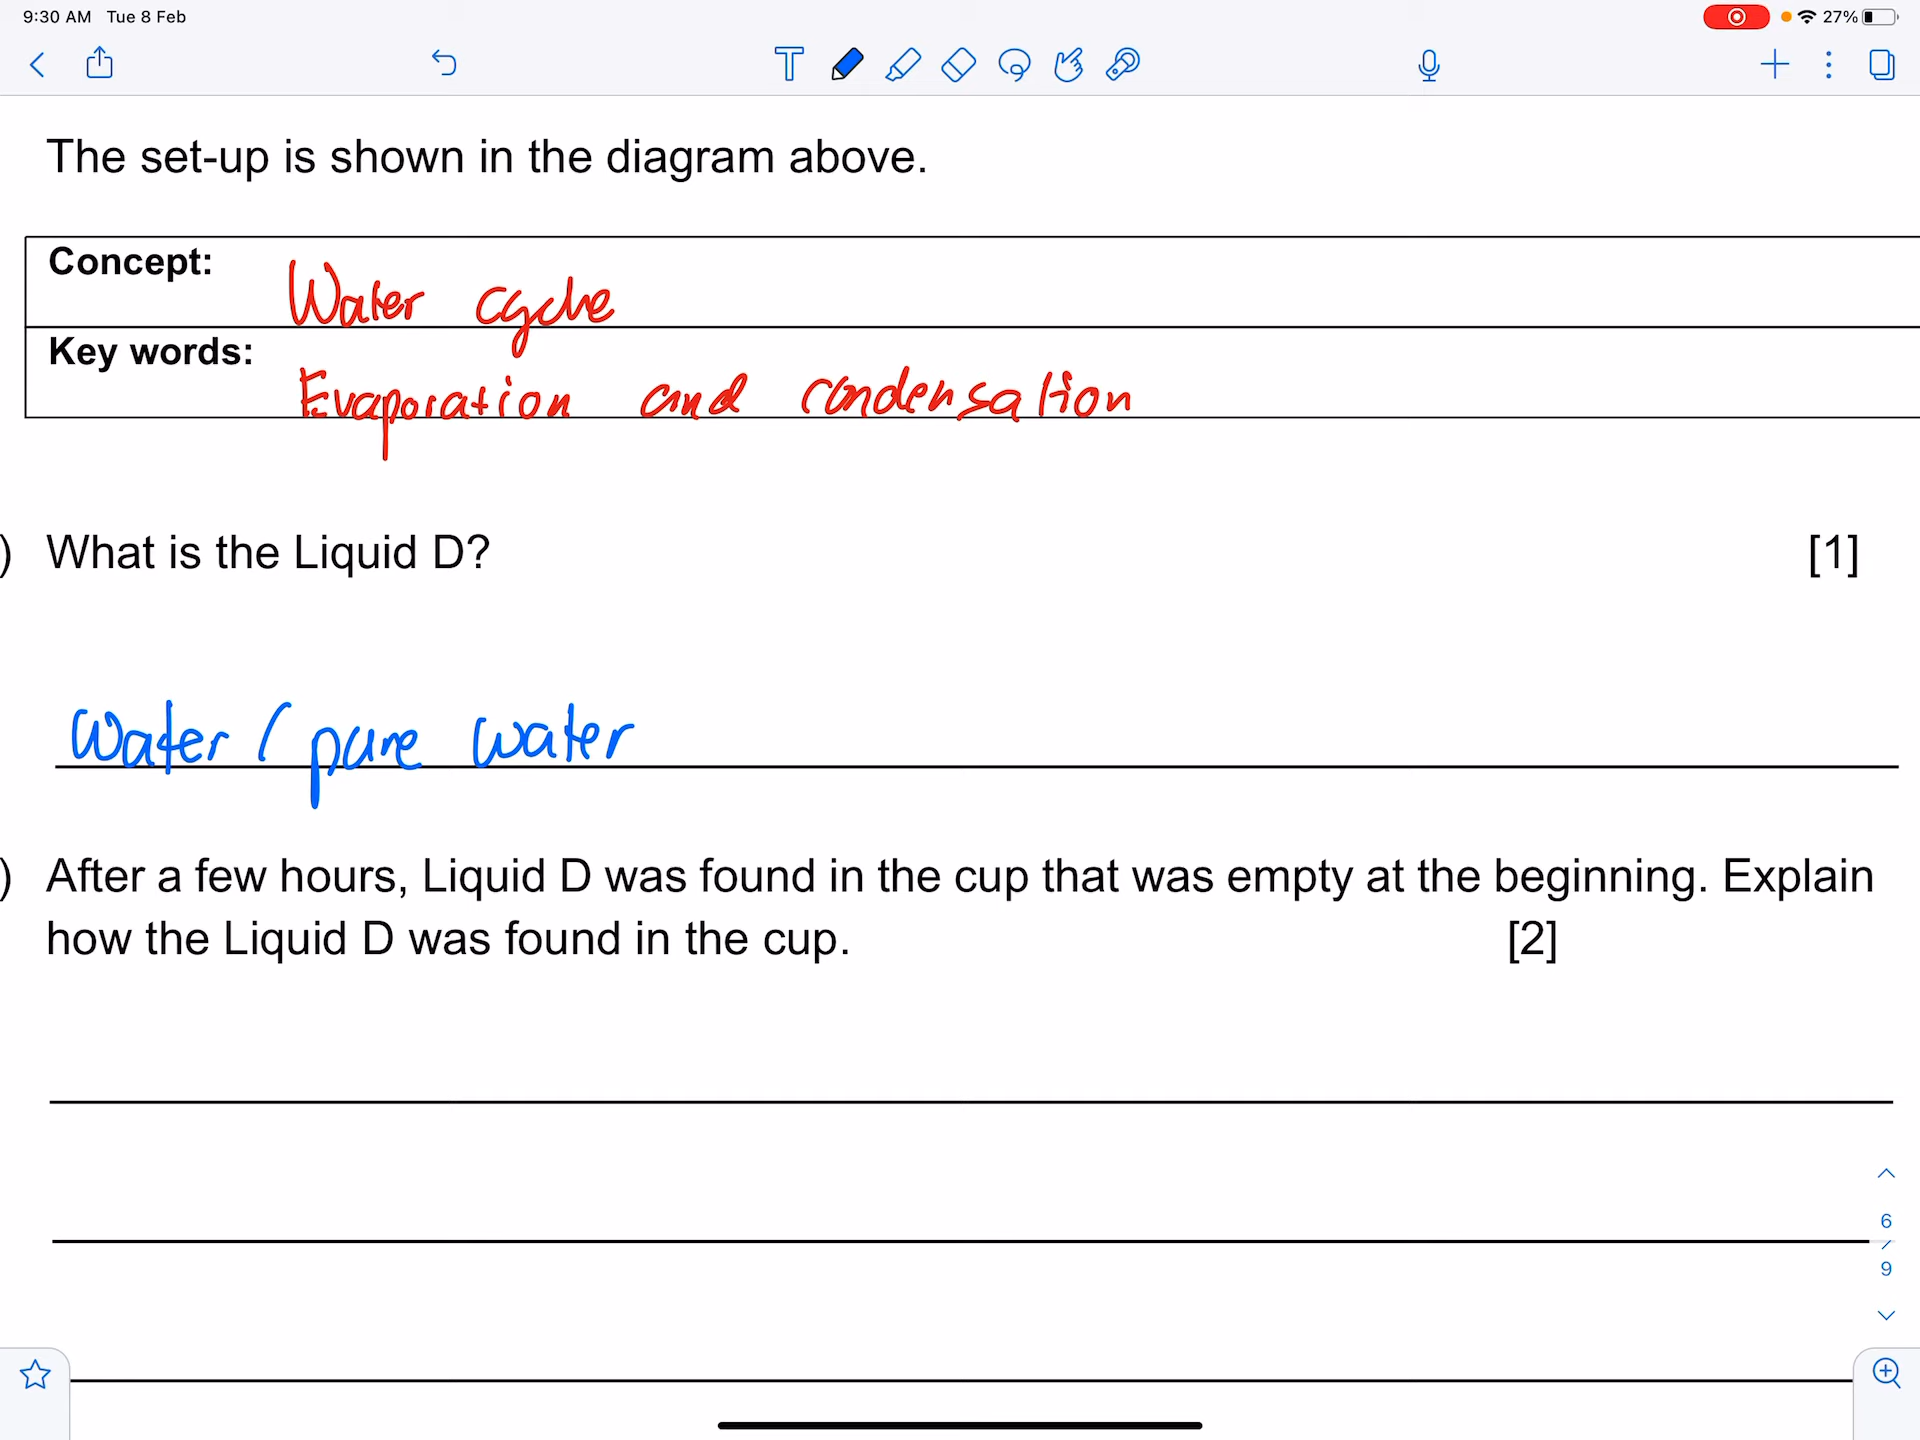 9:30 AM Tue 8 Feb 27%
The set-up is shown in the diagram above.
Concept: Water cycle
Key words: Evaporation and condensation
) What is the Liquid D? [1]
Water / pure water
) After a few hours, Liquid D was found in the cup that was empty at the beginning. Explain
how the Liquid D was found in the cup. [2]
6
/
9